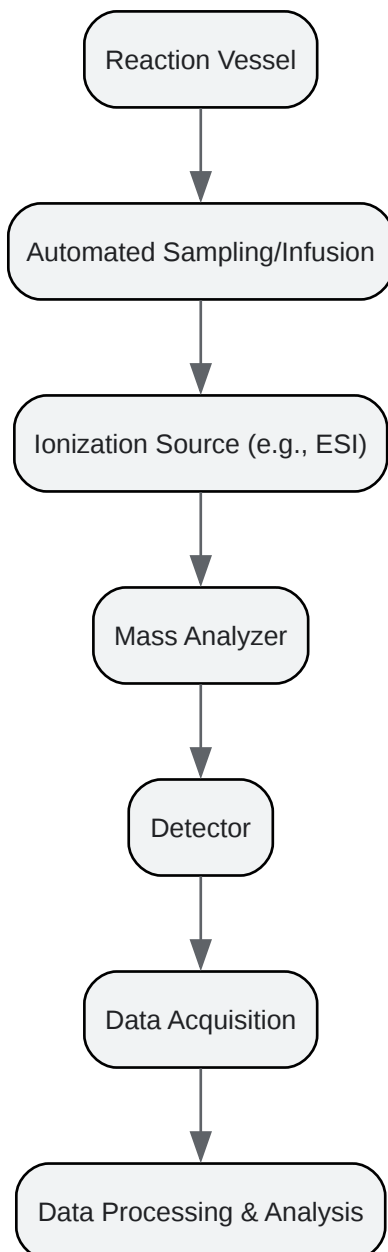 Reaction Vessel
Automated Sampling/Infusion
Ionization Source (e.g., ESI)
Mass Analyzer
Detector
Data Acquisition
Data Processing & Analysis